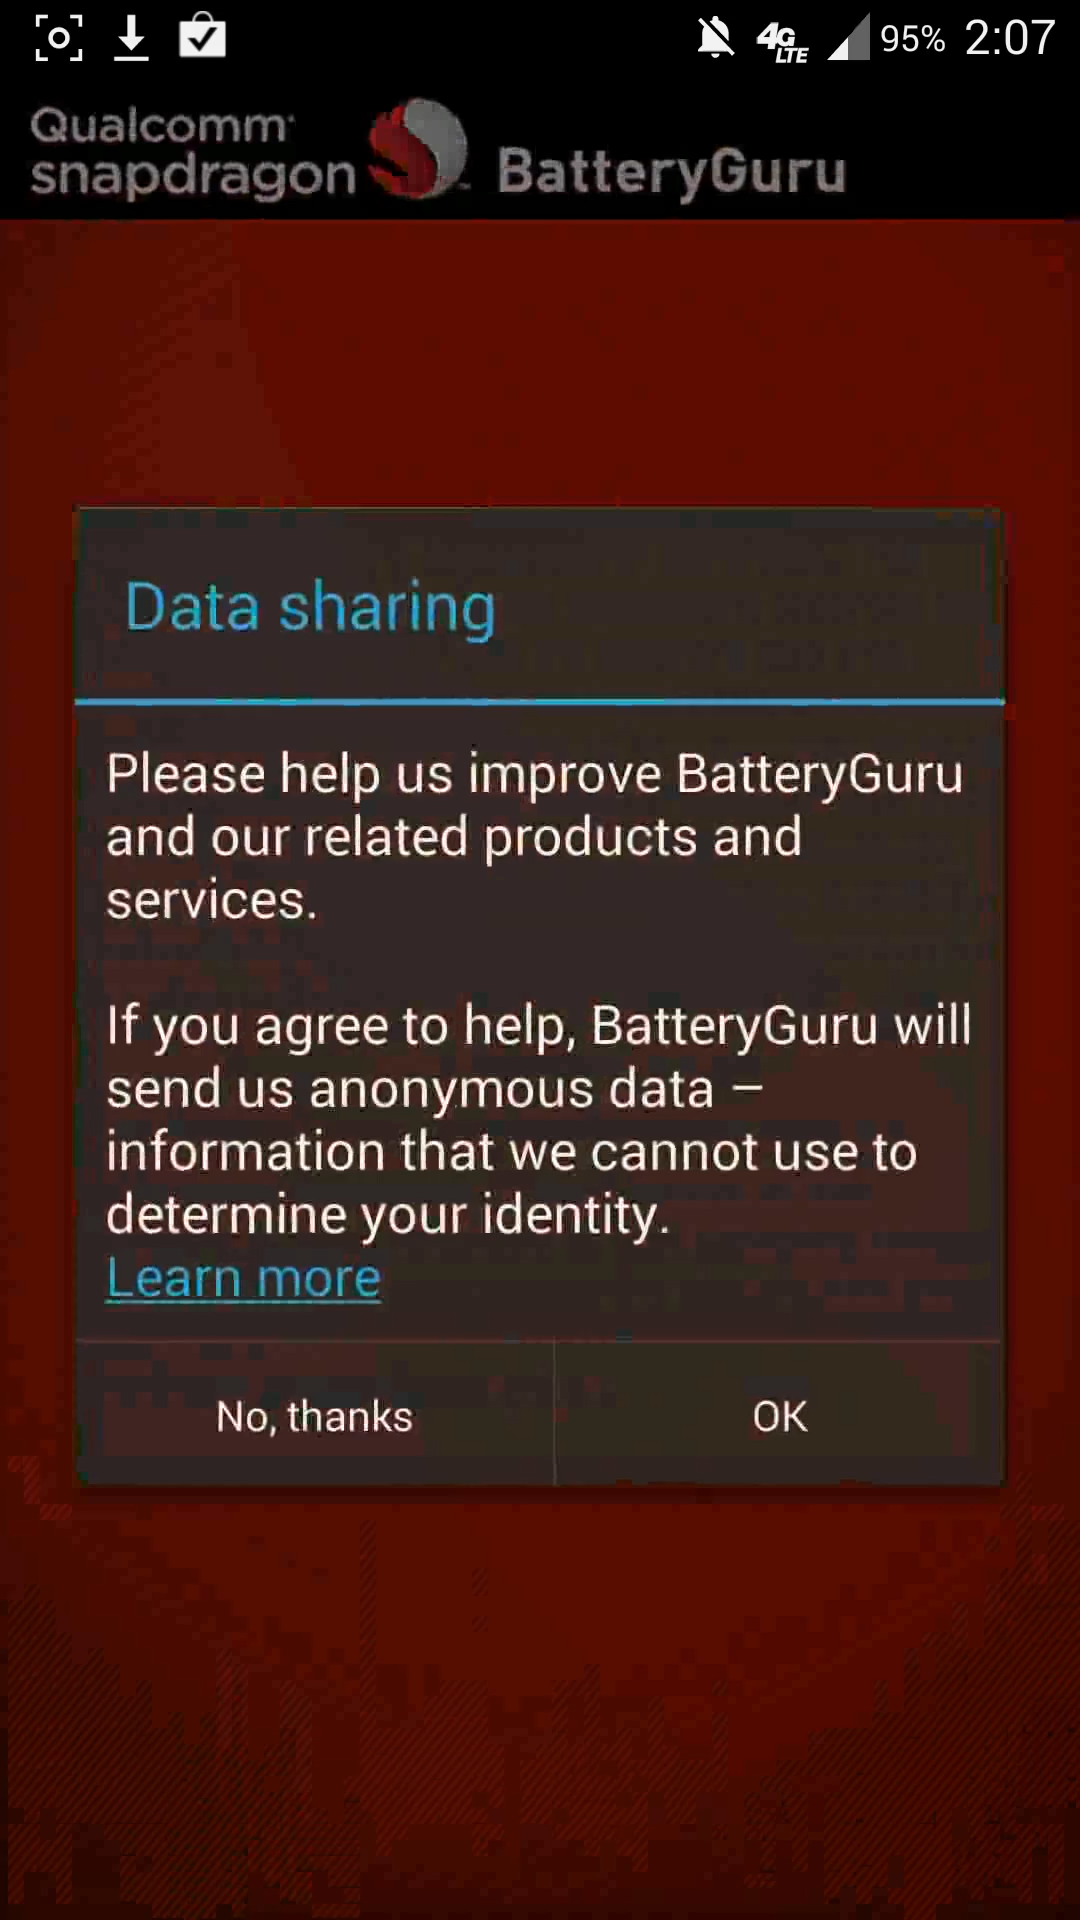 4G LTE 95% 2:07
Qualcomm
snapdragon BatteryGuru
Data sharing
Please help us improve BatteryGuru
and our related products and
services.
If you agree to help, BatteryGuru will
send us anonymous data –
information that we cannot use to
determine your identity.
Learn more
No, thanks OK